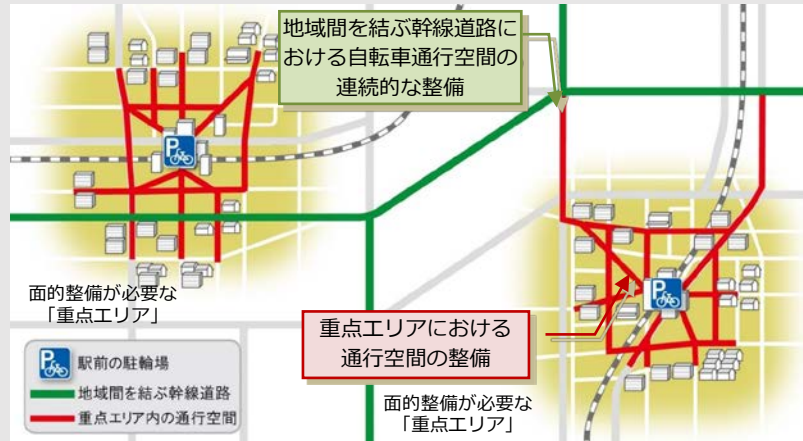 地域間を結ぶ幹線道路に
おける自転車通行空間の
連続的な整備
P
P
面的整備が必要な
「重点エリア」
重点エリアにおける
通行空間の整備
P
駅前の駐輪場
地域間を結ぶ幹線道路
重点エリア内の通行空間
面的整備が必要な
「重点エリア」